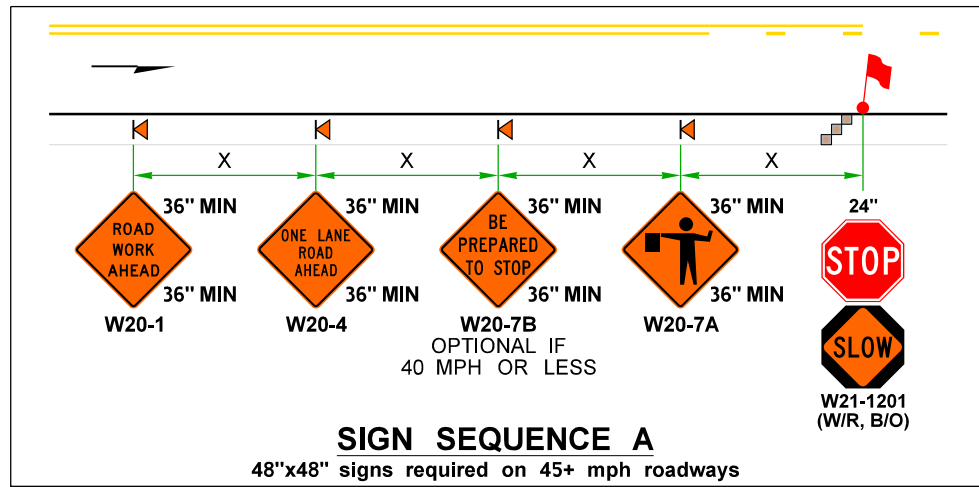 X X X X
36" MIN 36" MIN 36" MIN 36" MIN 24"
ROAD
WORK
AHEAD
ONE LANE
ROAD
AHEAD
BE
PREPARED
TO STOP
STOP
36" MIN 36" MIN 36" MIN 36" MIN
W20-1 W20-4 W20-7B W20-7A
OPTIONAL IF
40 MPH OR LESS
SLOW
W21-1201
(W/R, B/O)
SIGN SEQUENCE A
48"x48" signs required on 45+ mph roadways